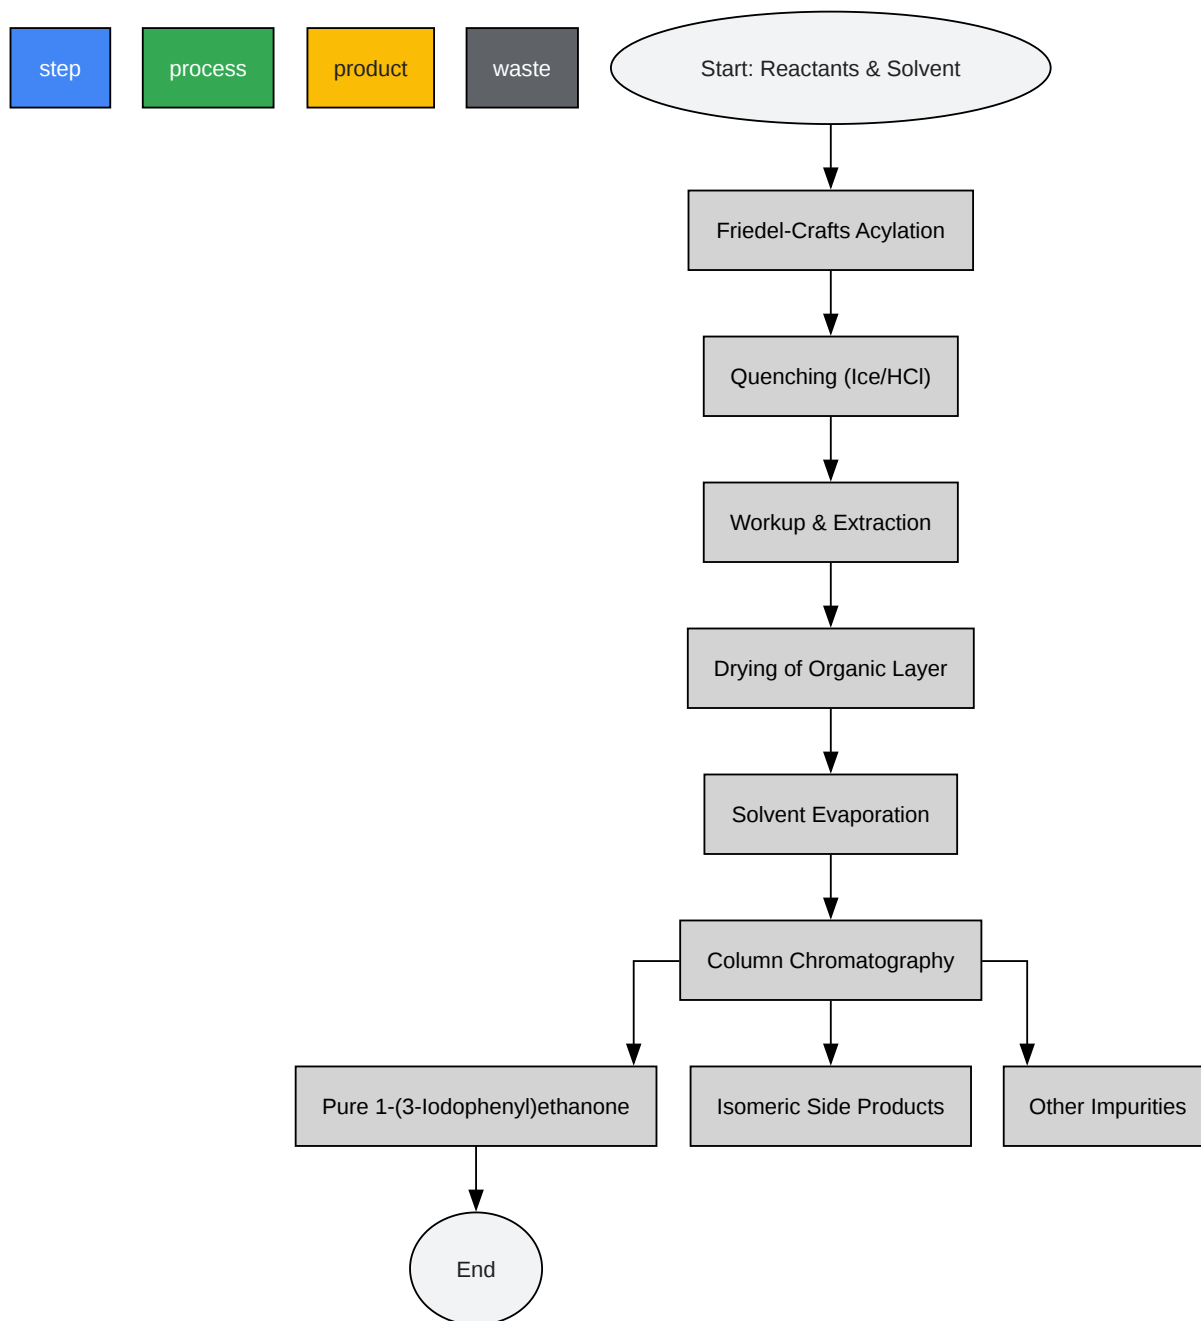 step
process
product
waste
Start: Reactants & Solvent
Friedel-Crafts Acylation
Quenching (Ice/HCl)
Workup & Extraction
Drying of Organic Layer
Solvent Evaporation
Column Chromatography
Pure 1-(3-Iodophenyl)ethanone
Isomeric Side Products
Other Impurities
End